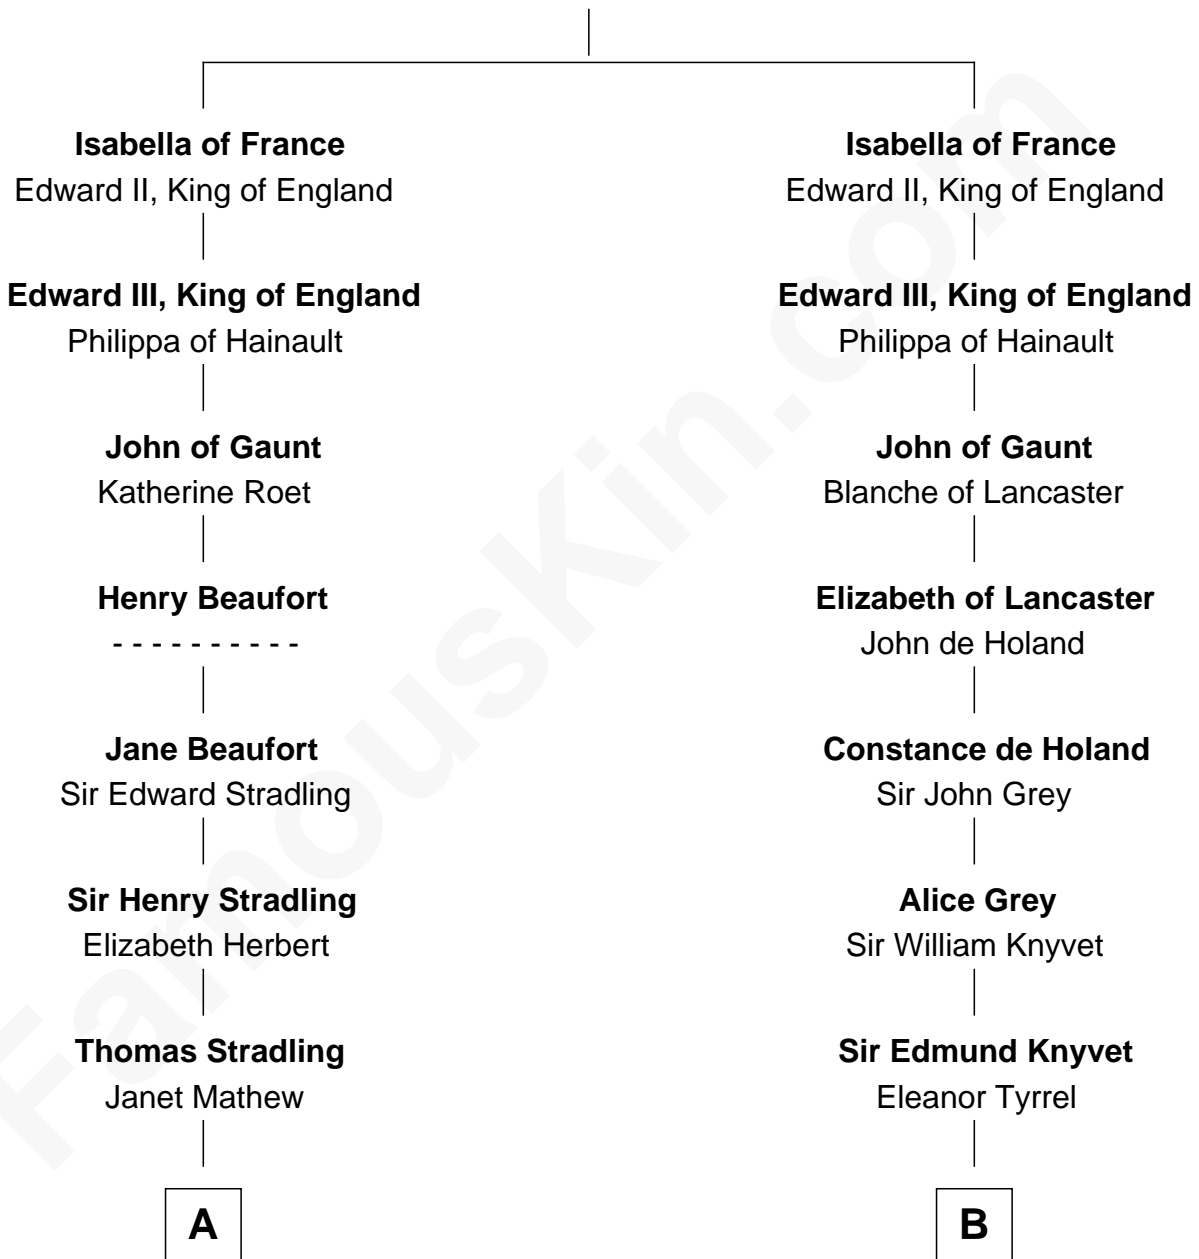 Isabella of France
Edward II, King of England
Edward III, King of England
Philippa of Hainault
John of Gaunt
Katherine Roet
Henry Beaufort
- - - - - - - - - -
Jane Beaufort
Sir Edward Stradling
Sir Henry Stradling
Elizabeth Herbert
Thomas Stradling
Janet Mathew
A
Isabella of France
Edward II, King of England
Edward III, King of England
Philippa of Hainault
John of Gaunt
Blanche of Lancaster
Elizabeth of Lancaster
John de Holand
Constance de Holand
Sir John Grey
Alice Grey
Sir William Knyvet
Sir Edmund Knyvet
Eleanor Tyrrel
B
FamousKin.com